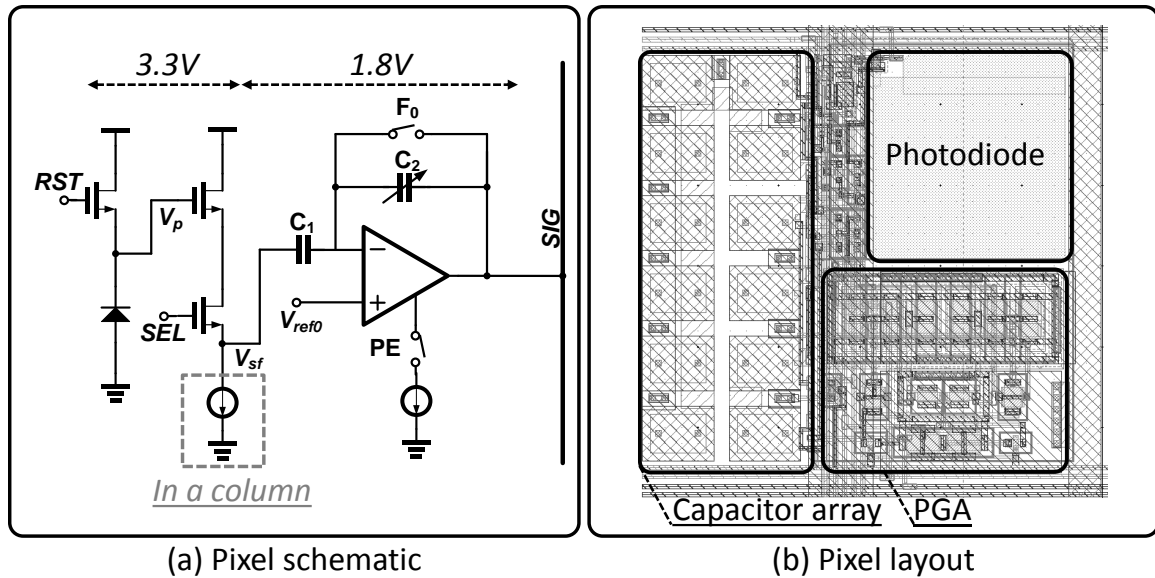 3.3V
1.8V
F0
C2
RST
Vp
C1
SIG
−
+
Vref0
SEL
Vsf
PE
In a column
(a) Pixel schematic
Photodiode
Capacitor array
PGA
(b) Pixel layout